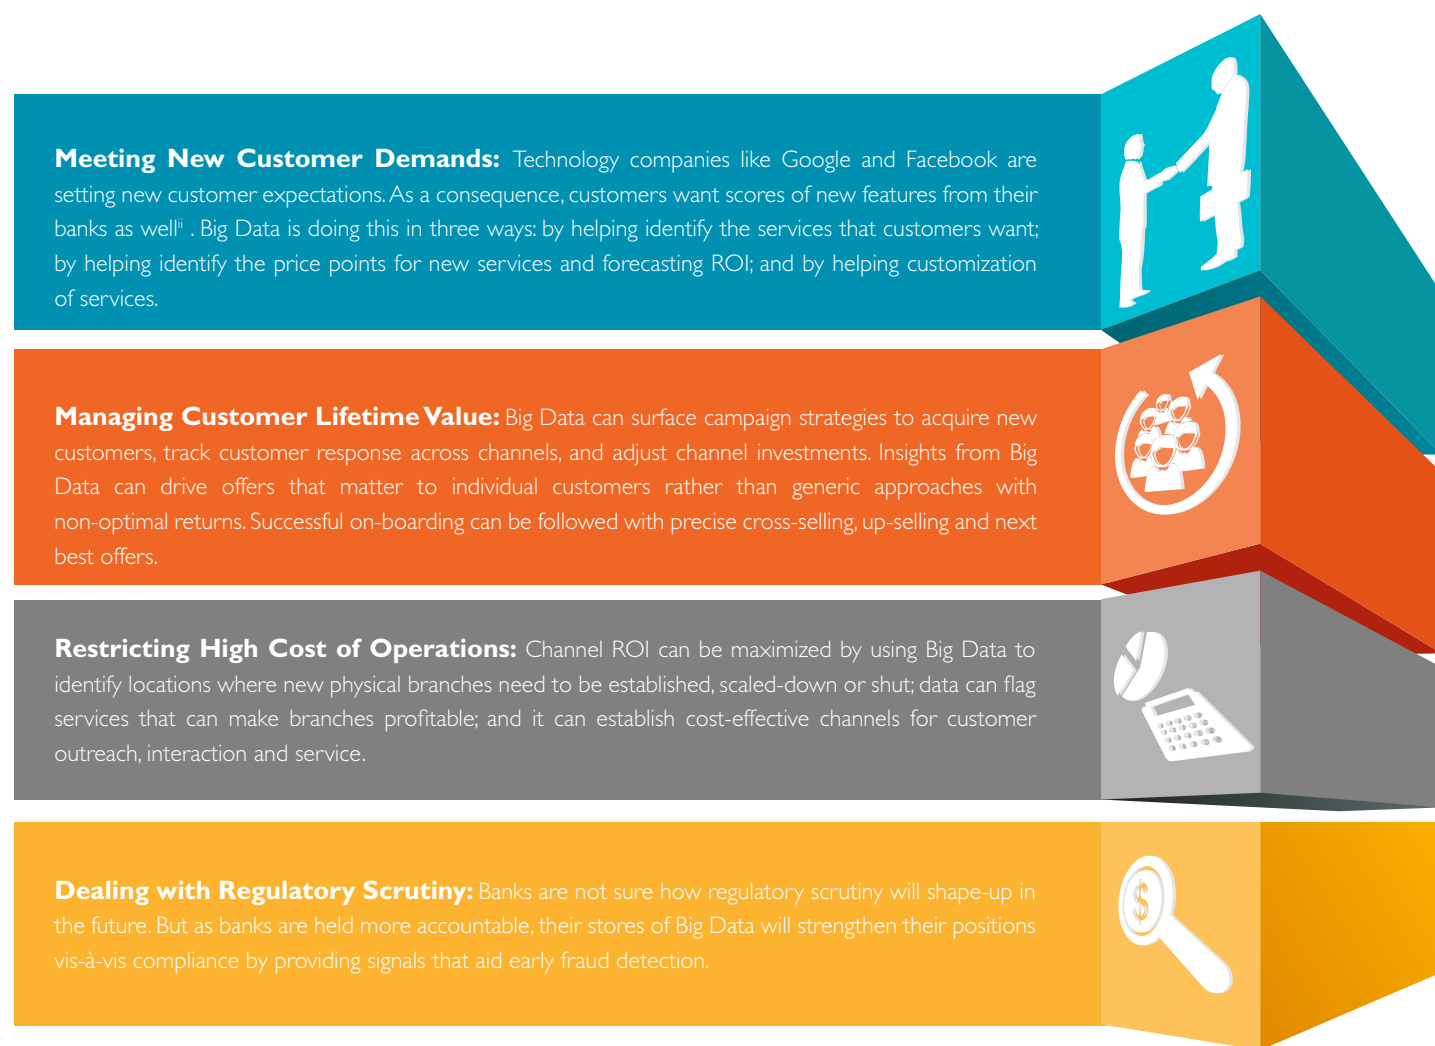 Meeting New Customer Demands: Technology companies like Google and Facebook are
setting new customer expectations. As a consequence, customers want scores of new features from their
banks as wellⁱⁱ . Big Data is doing this in three ways: by helping identify the services that customers want;
by helping identify the price points for new services and forecasting ROI; and by helping customization
of services.
Managing Customer Lifetime Value: Big Data can surface campaign strategies to acquire new
customers, track customer response across channels, and adjust channel investments. Insights from Big
Data can drive offers that matter to individual customers rather than generic approaches with
non-optimal returns. Successful on-boarding can be followed with precise cross-selling, up-selling and next
best offers.
Restricting High Cost of Operations: Channel ROI can be maximized by using Big Data to
identify locations where new physical branches need to be established, scaled-down or shut; data can flag
services that can make branches profitable; and it can establish cost-effective channels for customer
outreach, interaction and service.
Dealing with Regulatory Scrutiny: Banks are not sure how regulatory scrutiny will shape-up in
the future. But as banks are held more accountable, their stores of Big Data will strengthen their positions
vis-à-vis compliance by providing signals that aid early fraud detection.
$